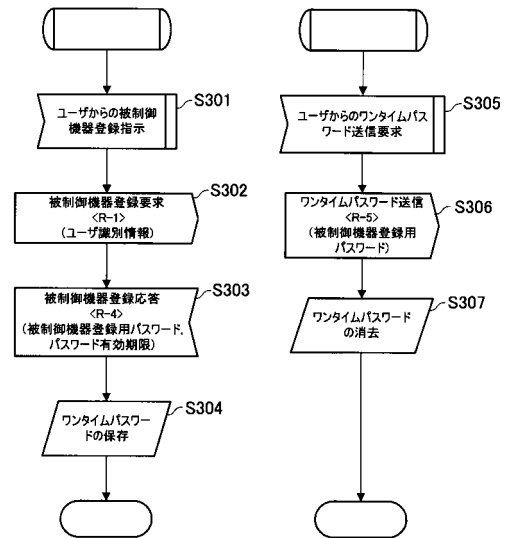 ユーザからの被制御
機器登録指示
S301
被制御機器登録要求
<R-1>
(ユーザ識別情報)
S302
被制御機器登録応答
<R-4>
(被制御機器登録用パスワード,
パスワード有効期限)
S303
ワンタイムパスワー
ドの保存
S304
ユーザからのワンタイムパス
ワード送信要求
S305
ワンタイムパスワード送信
<R-5>
(被制御機器登録用
パスワード)
S306
ワンタイムパスワード
の消去
S307